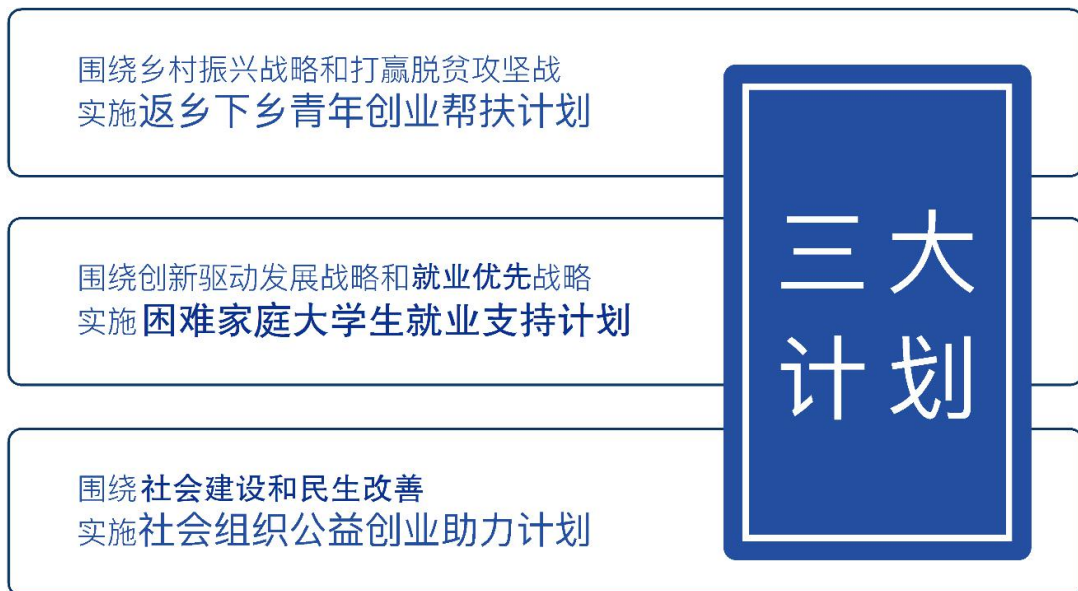 围绕乡村振兴战略和打赢脱贫攻坚战
实施返乡下乡青年创业帮扶计划
围绕创新驱动发展战略和就业优先战略
实施困难家庭大学生就业支持计划
围绕社会建设和民生改善
实施社会组织公益创业助力计划
三大
计划